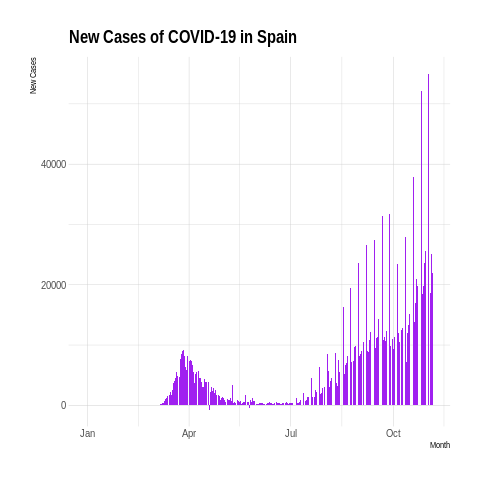 New Cases of COVID-19 in Spain
New Cases
40000
20000
0
Jan Apr Jul Oct
Month